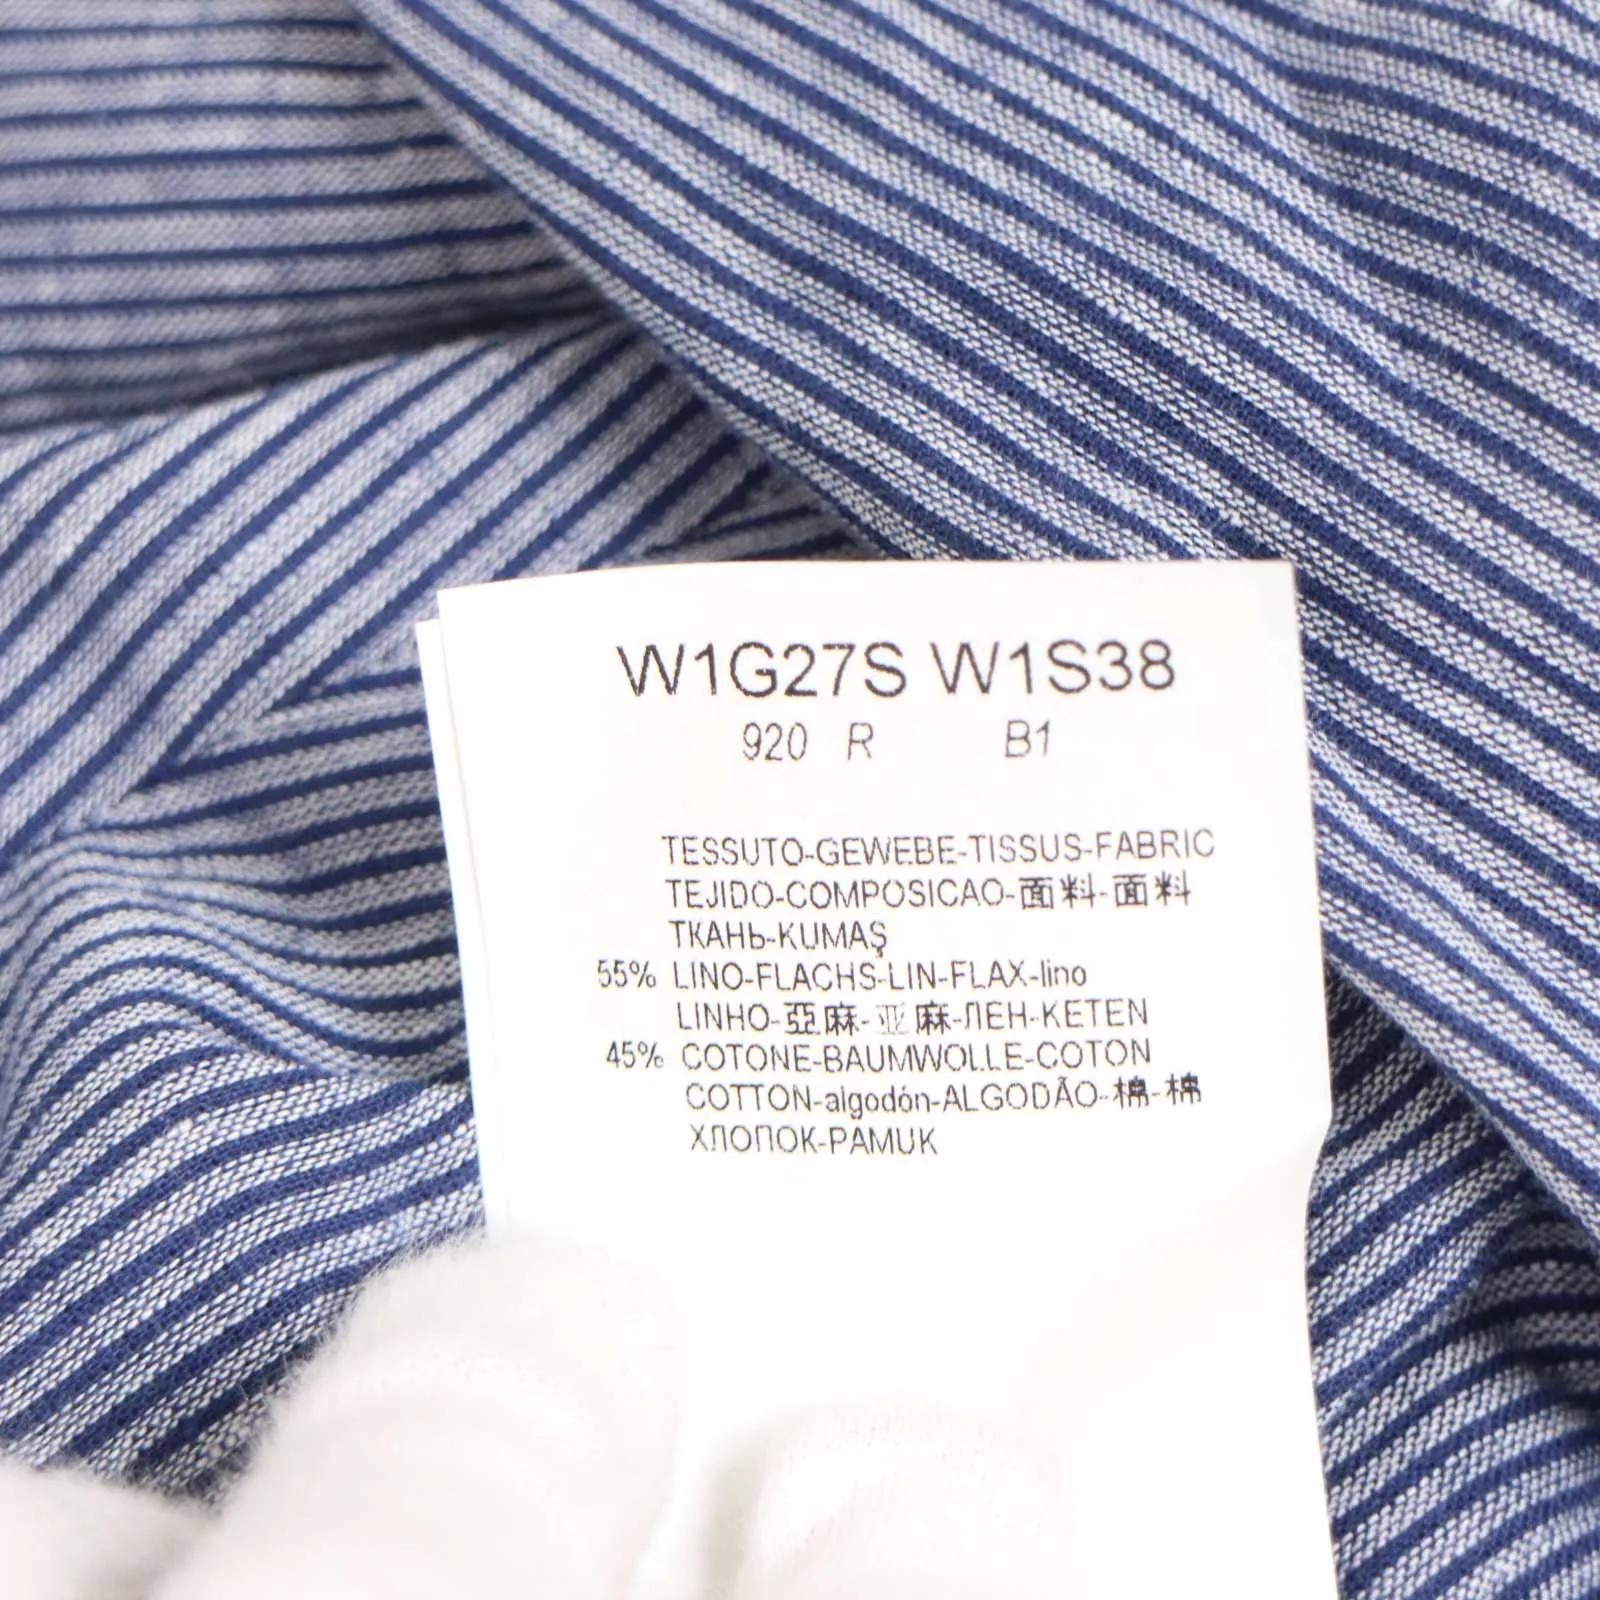 W1G27S W1S38
920 R B1
TESSUTO-GEWEBE-TISSUS-FABRIC
TEJIDO-COMPOSICAO-面料-面料
ТКАНЬ-KUMAŞ
55% LINO-FLACHS-LIN-FLAX-lino
LINHO-亞麻-亚麻-ЛЕН-KETEN
45% COTONE-BAUMWOLLE-COTON
COTTON-algodón-ALGODÃO-棉-棉
ХЛОПОК-PAMUK